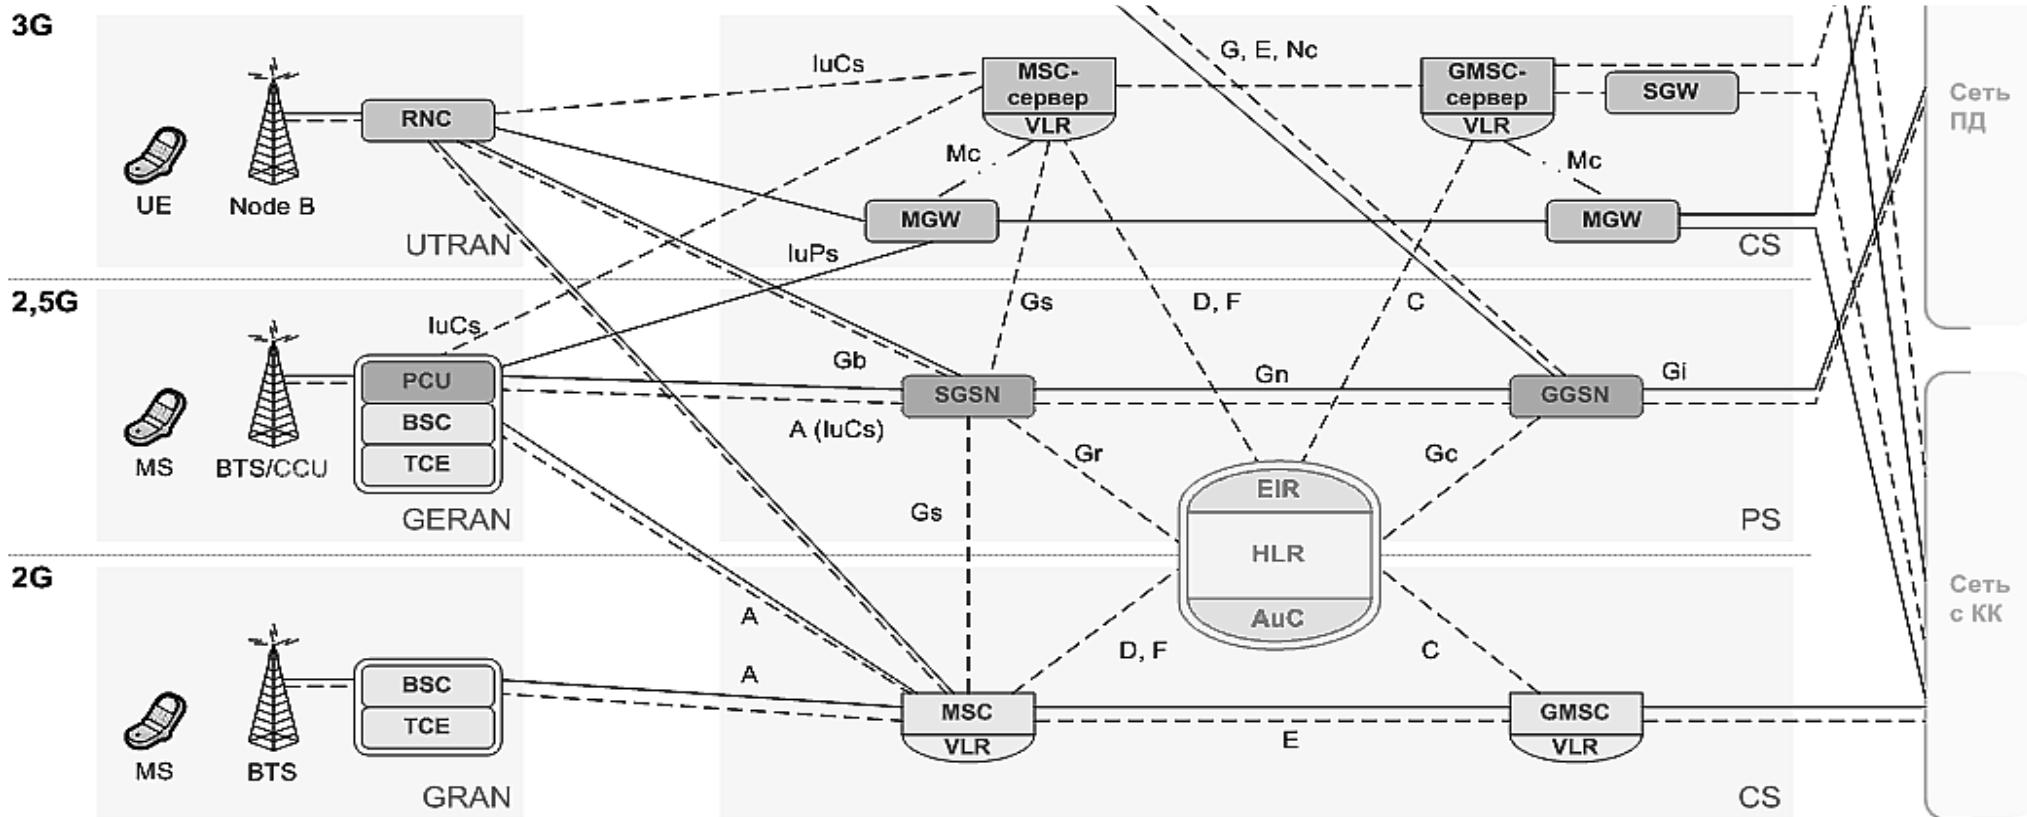 3G
IuCs
G, E, Nc
MSC-
сервер
VLR
GMSC-
сервер
VLR
SGW
Сеть
ПД
RNC
Mc
Mc
UE
Node B
MGW
MGW
UTRAN
IuPs
CS
2,5G
Gs
D, F
C
IuCs
Gb
Gn
Gi
PCU
BSC
TCE
SGSN
GGSN
A (IuCs)
MS
BTS/CCU
Gr
Gc
EIR
HLR
AuC
GERAN
Gs
PS
2G
Сеть
с КК
A
A
D, F
C
BSC
TCE
MSC
VLR
E
GMSC
VLR
MS
BTS
GRAN
CS